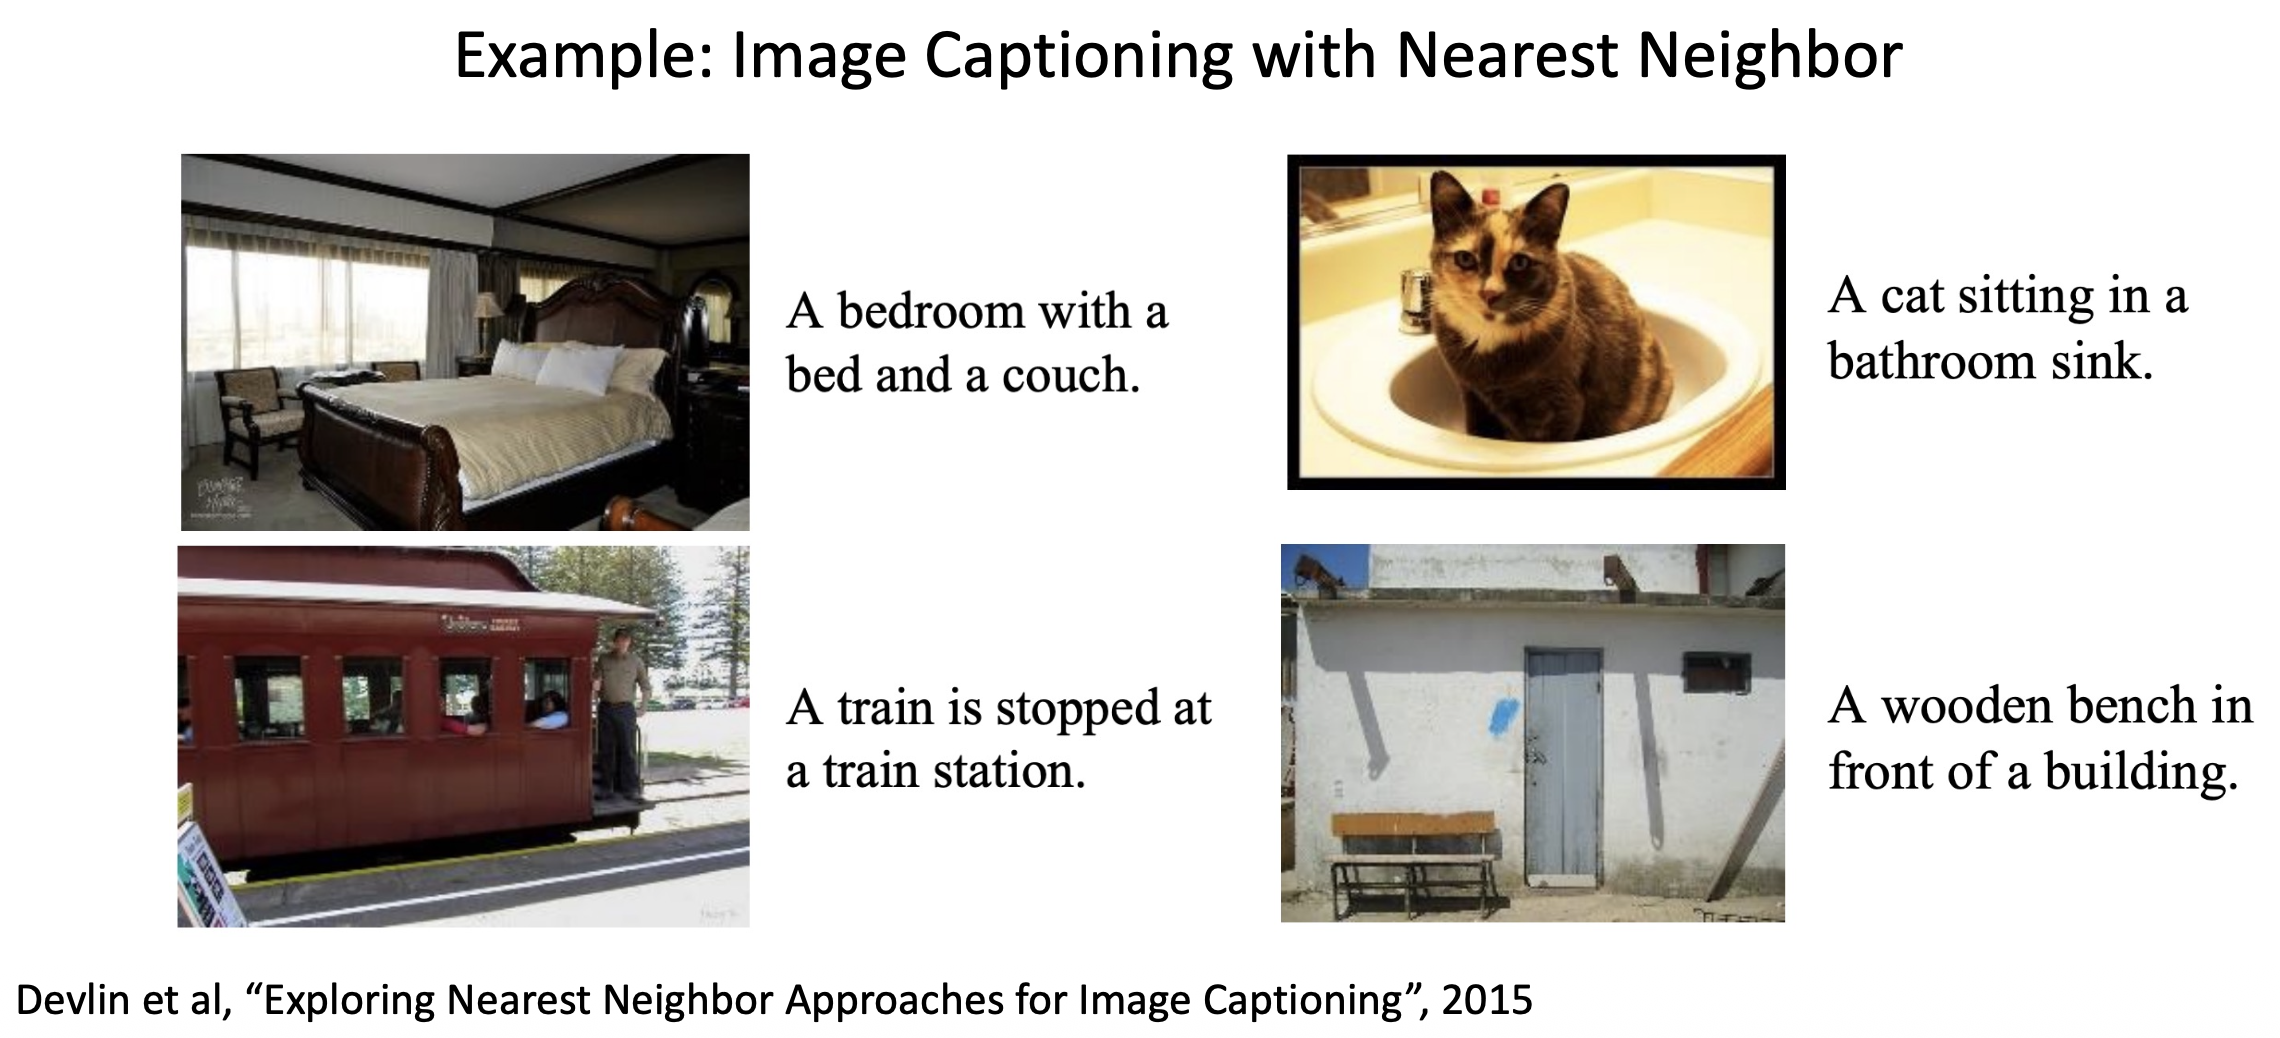 Example: Image Captioning with Nearest Neighbor
A bedroom with a
bed and a couch.
A cat sitting in a
bathroom sink.
A train is stopped at
a train station.
A wooden bench in
front of a building.
Devlin et al, “Exploring Nearest Neighbor Approaches for Image Captioning”, 2015